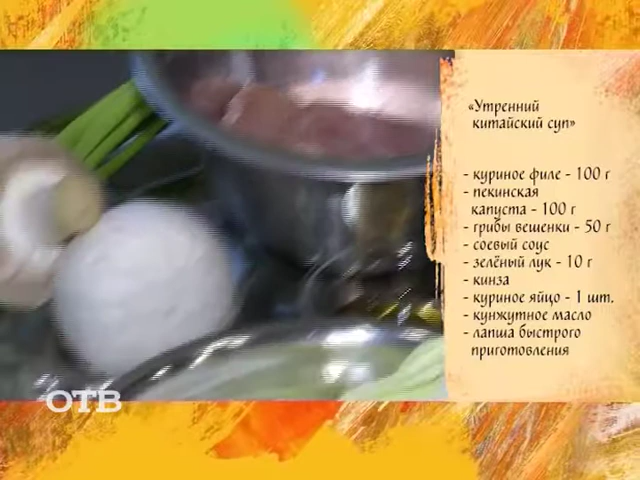 «Утренний
китайский суп»
- куриное филе - 100 г
- пекинская
капуста - 100 г
- грибы вешенки - 50 г
- соевый соус
- зелёный лук - 10 г
- кинза
- куриное яйцо - 1 шт.
- кунжутное масло
- лапша быстрого
приготовления
ОТВ